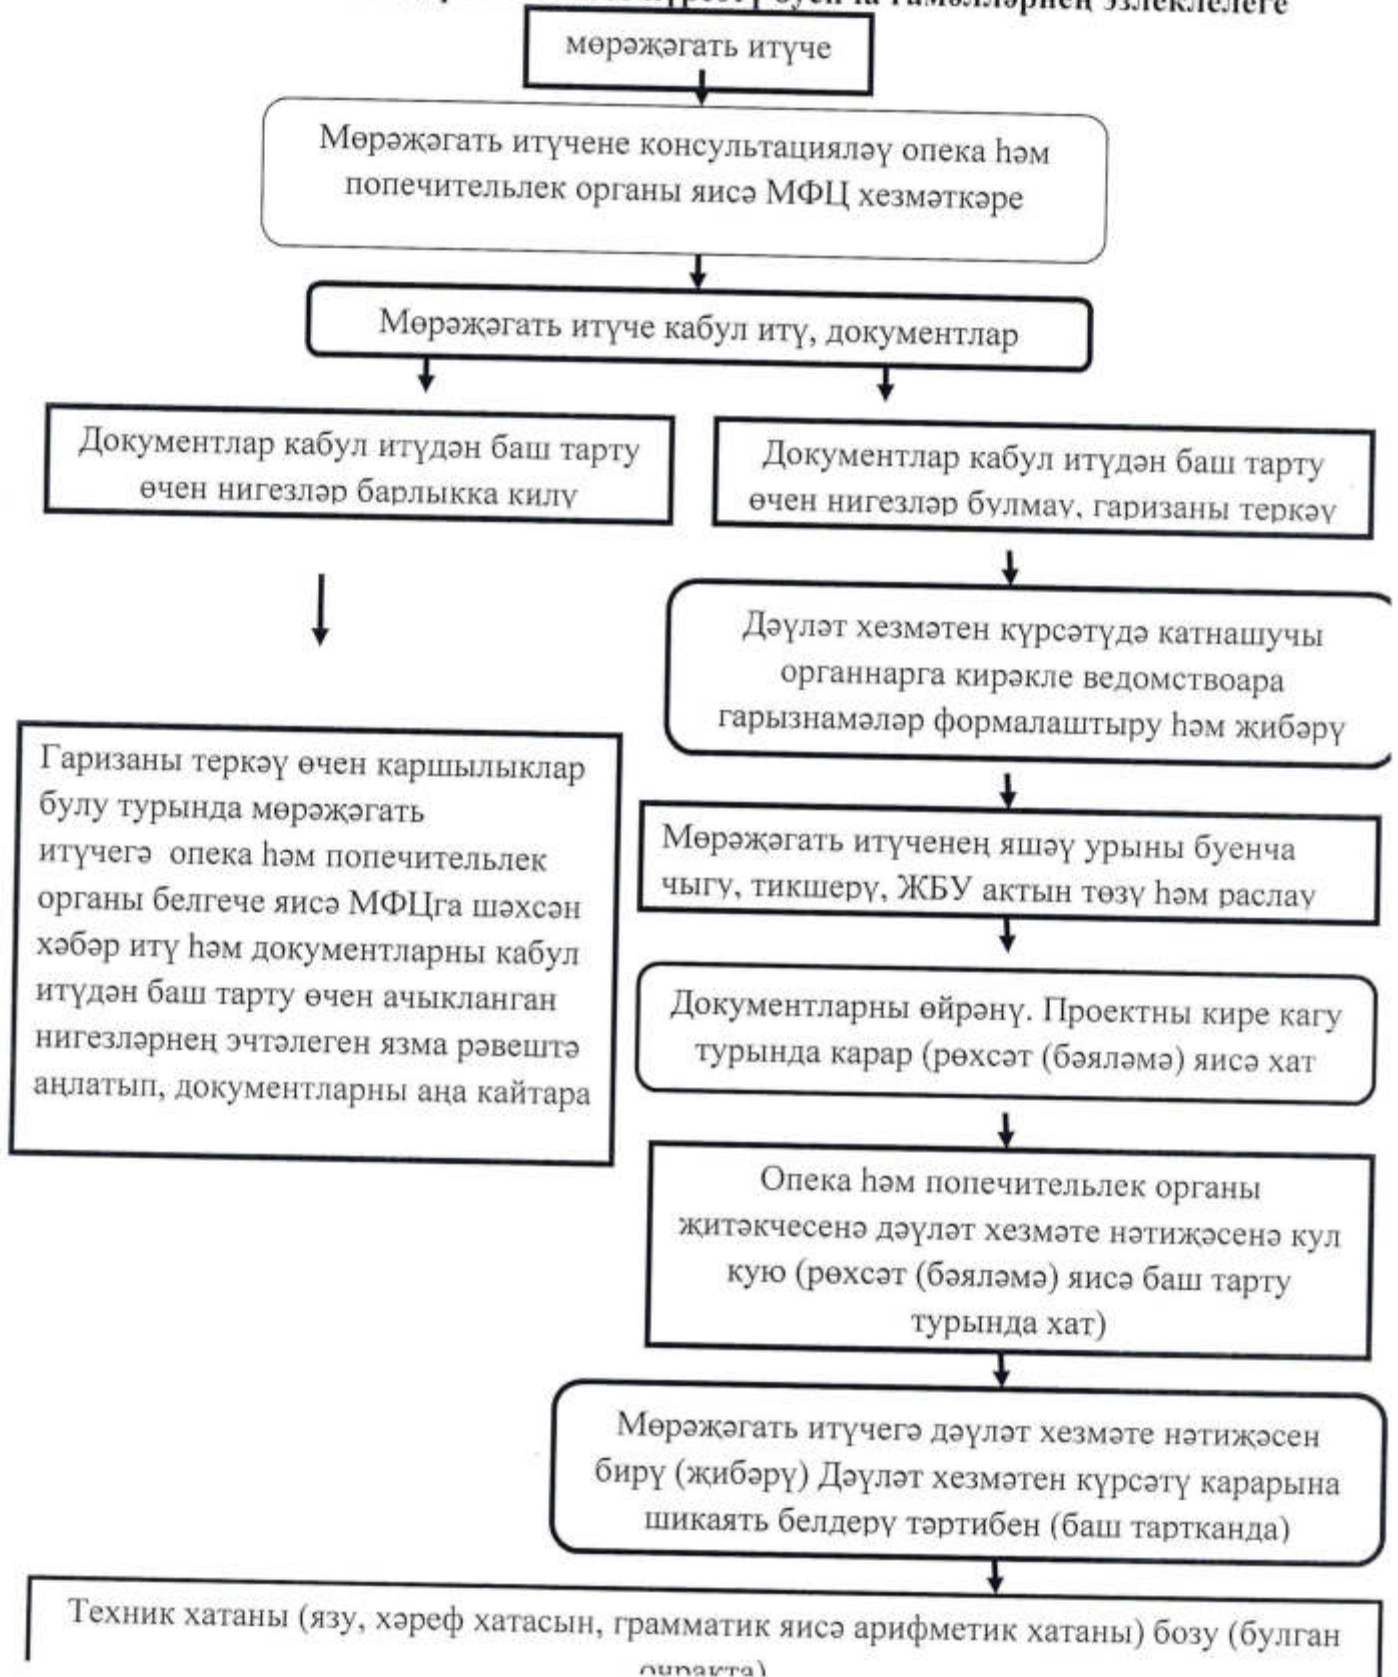 буенча гамәлләрнең эзлеклелеге
мөрәҗәгать итүче
Мөрәҗәгать итүчене консультацияләү опека һәм
попечительлек органы яисә МФЦ хезмәткәре
Мөрәҗәгать итүче кабул итү, документлар
Документлар кабул итүдән баш тарту
өчен нигезләр барлыкка килү
Документлар кабул итүдән баш тарту
өчен нигезләр булмау, гаризаны теркәү
Дәүләт хезмәтен күрсәтүдә катнашучы
органнарга кирәкле ведомствоара
гарызнамәләр формалаштыру һәм җибәрү
Гаризаны теркәү өчен каршылыклар
булу турында мөрәҗәгать
итүчегә опека һәм попечительлек
органы белгече яисә МФЦга шәхсән
хәбәр итү һәм документларны кабул
итүдән баш тарту өчен ачыкланган
нигезләрнең эчтәлеген язма рәвештә
аңлатып, документларны аңа кайтара
Мөрәҗәгать итүченең яшәү урыны буенча
чыгу, тикшерү, ЖБУ актын төзү һәм раслау
Документларны өйрәнү. Проектны кире кагу
турында карар (рөхсәт (бәяләмә) яисә хат
Опека һәм попечительлек органы
җитәкчесенә дәүләт хезмәте нәтиҗәсенә кул
кую (рөхсәт (бәяләмә) яисә баш тарту
турында хат)
Мөрәҗәгать итүчегә дәүләт хезмәте нәтиҗәсен
бирү (җибәрү) Дәүләт хезмәтен күрсәтү карарына
шикаять белдерү тәртибен (баш тартканда)
Техник хатаны (язу, хәреф хатасын, грамматик яисә арифметик хатаны) бозу (булган
очракта)